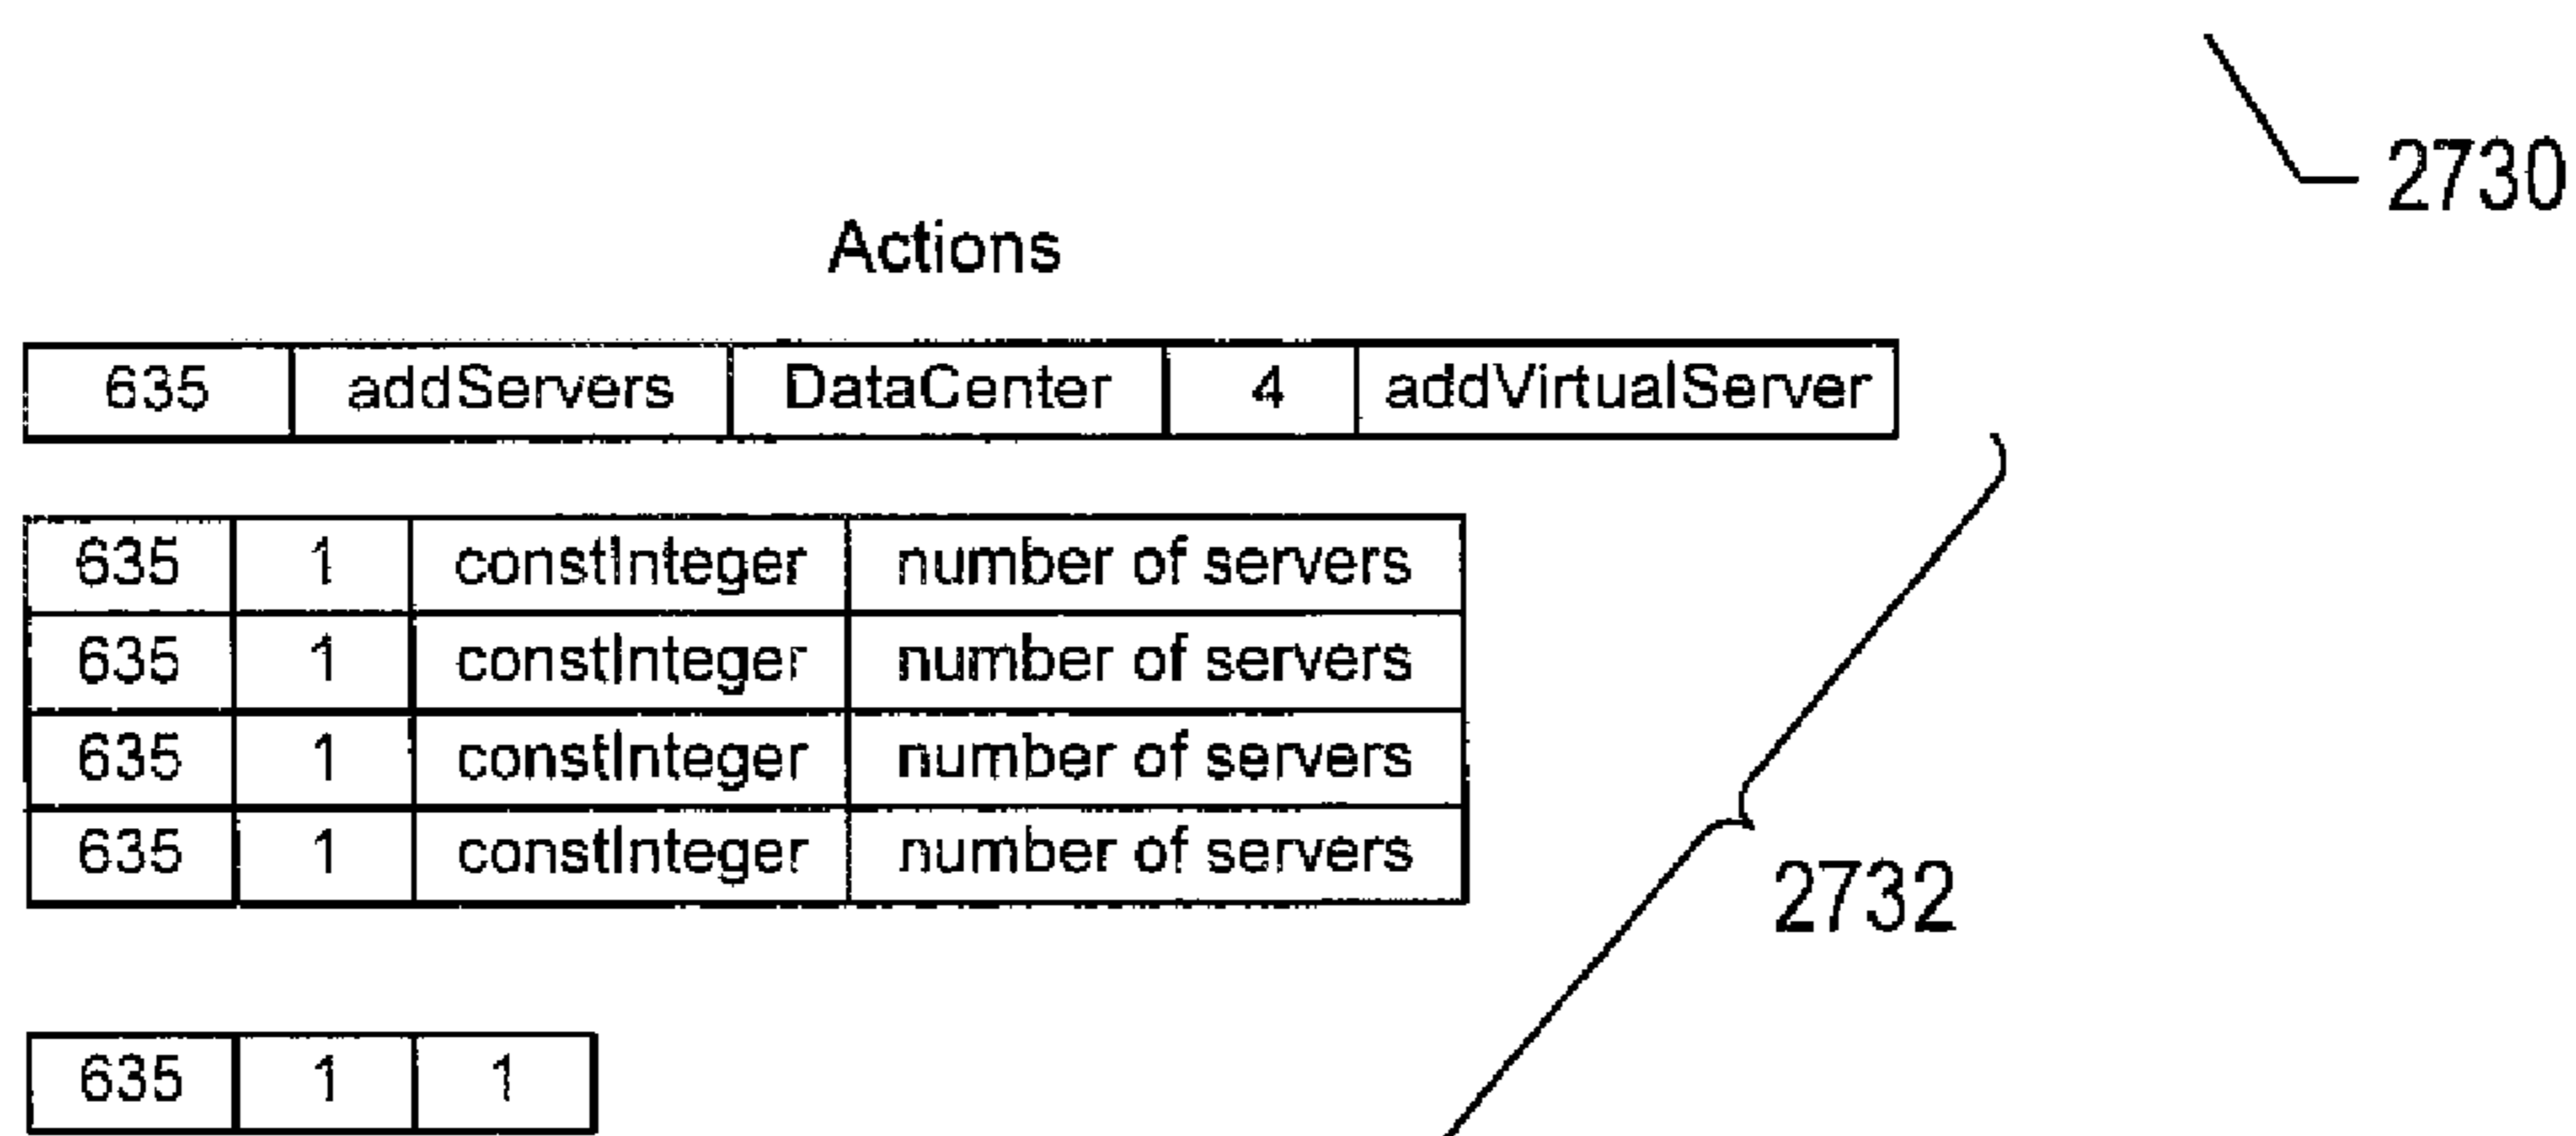 2730
Actions
635 addServers DataCenter 4 addVirtualServer
635 1 constInteger number of servers
635 1 constInteger number of servers
635 1 constInteger number of servers
635 1 constInteger number of servers
2732
635 1 1